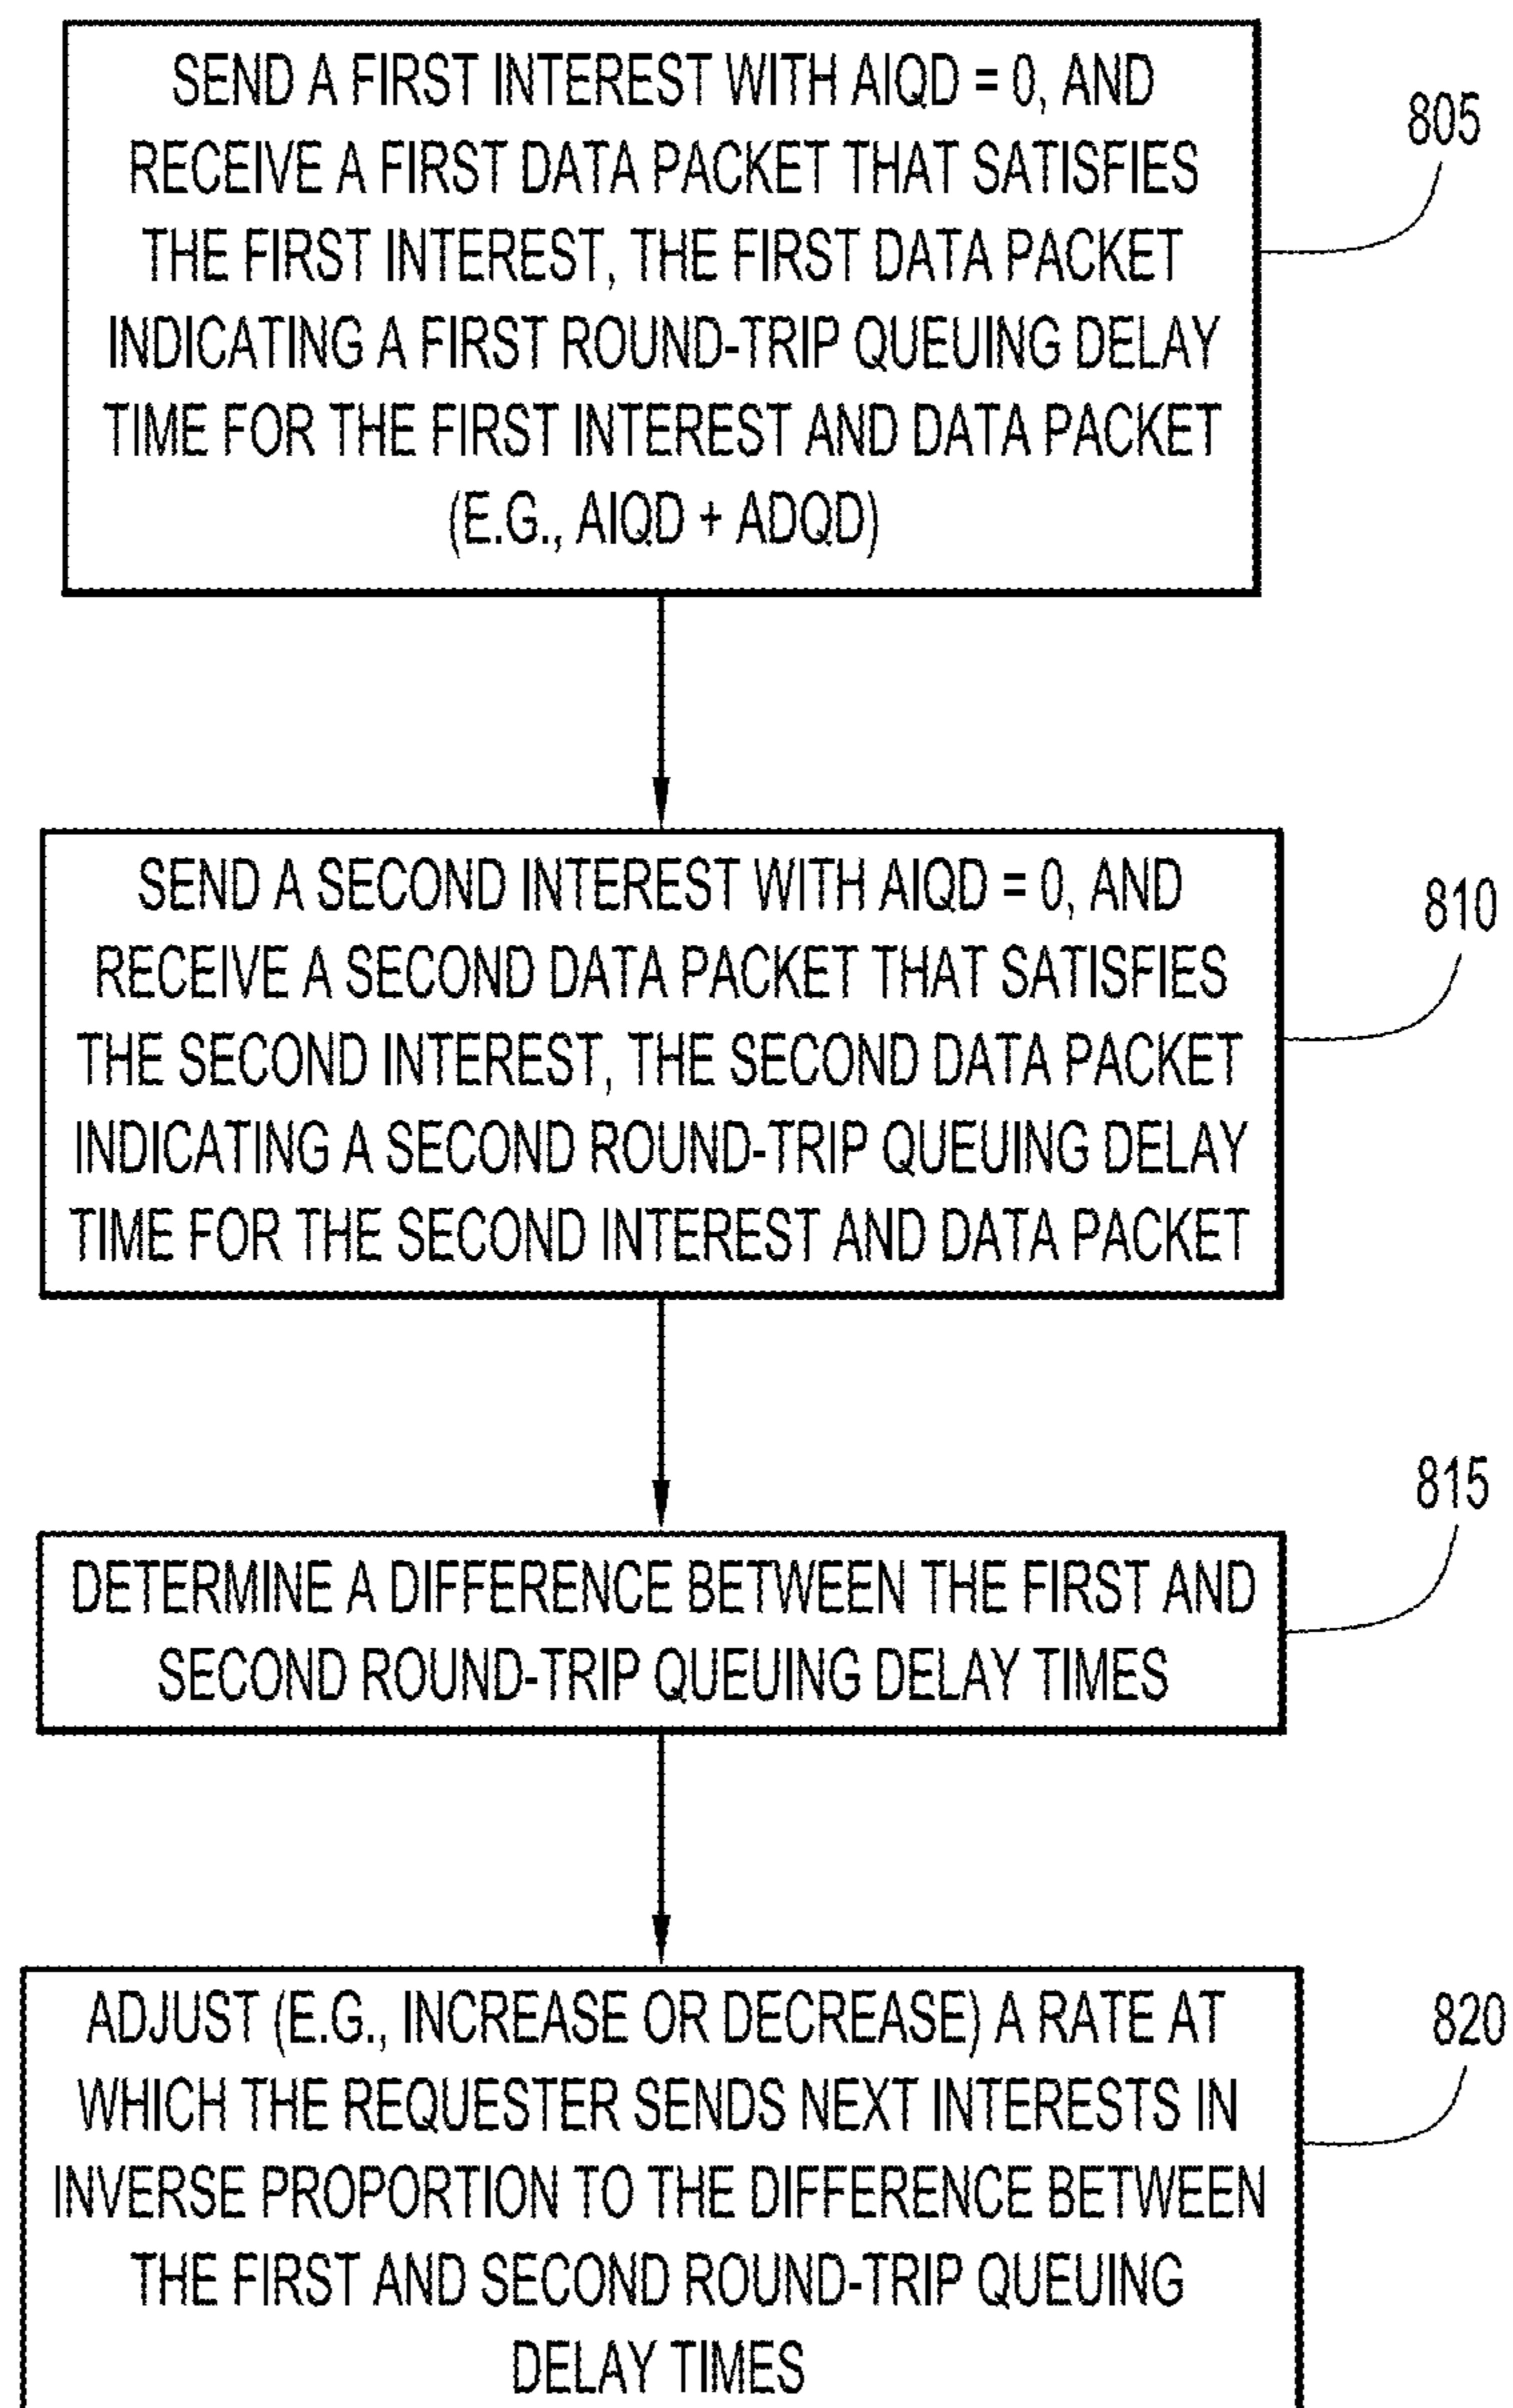 SEND A FIRST INTEREST WITH AIQD = 0, AND
RECEIVE A FIRST DATA PACKET THAT SATISFIES
THE FIRST INTEREST, THE FIRST DATA PACKET
INDICATING A FIRST ROUND-TRIP QUEUING DELAY
TIME FOR THE FIRST INTEREST AND DATA PACKET
(E.G., AIQD + ADQD)
805
SEND A SECOND INTEREST WITH AIQD = 0, AND
RECEIVE A SECOND DATA PACKET THAT SATISFIES
THE SECOND INTEREST, THE SECOND DATA PACKET
INDICATING A SECOND ROUND-TRIP QUEUING DELAY
TIME FOR THE SECOND INTEREST AND DATA PACKET
810
DETERMINE A DIFFERENCE BETWEEN THE FIRST AND
SECOND ROUND-TRIP QUEUING DELAY TIMES
815
ADJUST (E.G., INCREASE OR DECREASE) A RATE AT
WHICH THE REQUESTER SENDS NEXT INTERESTS IN
INVERSE PROPORTION TO THE DIFFERENCE BETWEEN
THE FIRST AND SECOND ROUND-TRIP QUEUING
DELAY TIMES
820